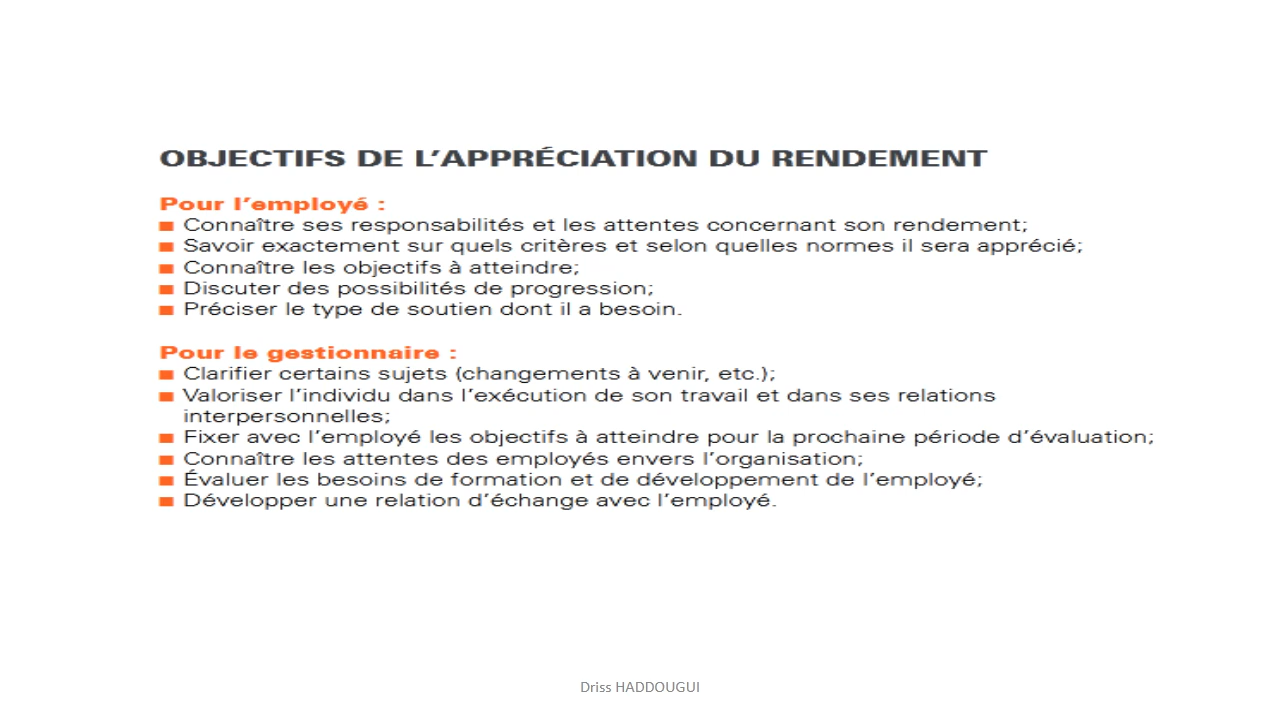 OBJECTIFS DE L'APPRÉCIATION DU RENDEMENT
Pour l'employé :
■ Connaître ses responsabilités et les attentes concernant son rendement;
■ Savoir exactement sur quels critères et selon quelles normes il sera apprécié;
■ Connaître les objectifs à atteindre;
■ Discuter des possibilités de progression;
■ Préciser le type de soutien dont il a besoin.
Pour le gestionnaire :
■ Clarifier certains sujets (changements à venir, etc.);
■ Valoriser l'individu dans l'exécution de son travail et dans ses relations
interpersonnelles;
■ Fixer avec l'employé les objectifs à atteindre pour la prochaine période d'évaluation;
■ Connaître les attentes des employés envers l'organisation;
■ Évaluer les besoins de formation et de développement de l'employé;
■ Développer une relation d'échange avec l'employé.
Driss HADDOUGUI